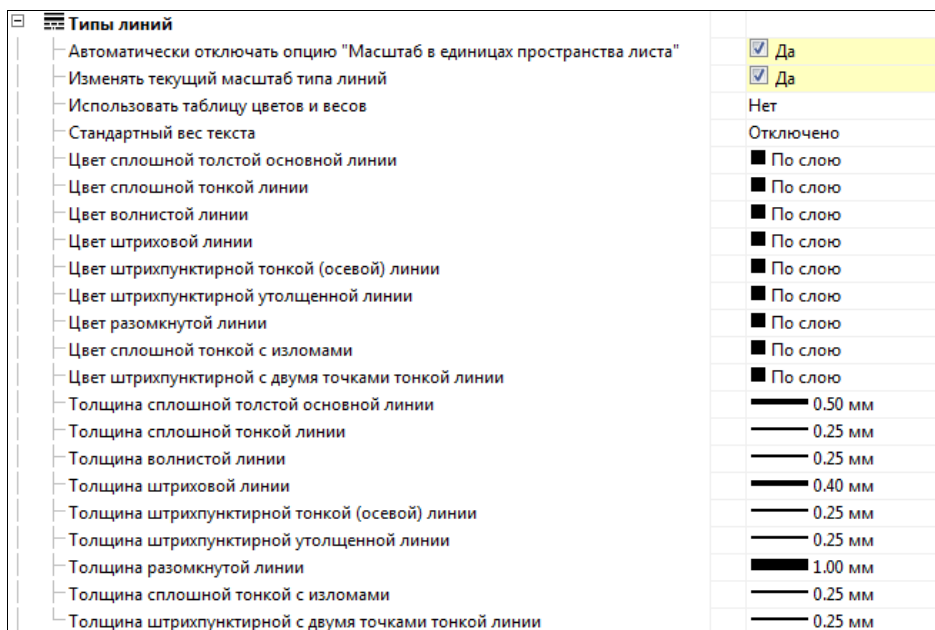 Типы линий
Автоматически отключать опцию "Масштаб в единицах пространства листа" Да
Изменять текущий масштаб типа линий Да
Использовать таблицу цветов и весов Нет
Стандартный вес текста Отключено
Цвет сплошной толстой основной линии По слою
Цвет сплошной тонкой линии По слою
Цвет волнистой линии По слою
Цвет штриховой линии По слою
Цвет штрихпунктирной тонкой (осевой) линии По слою
Цвет штрихпунктирной утолщенной линии По слою
Цвет разомкнутой линии По слою
Цвет сплошной тонкой с изломами По слою
Цвет штрихпунктирной с двумя точками тонкой линии По слою
Толщина сплошной толстой основной линии 0.50 мм
Толщина сплошной тонкой линии 0.25 мм
Толщина волнистой линии 0.25 мм
Толщина штриховой линии 0.40 мм
Толщина штрихпунктирной тонкой (осевой) линии 0.25 мм
Толщина штрихпунктирной утолщенной линии 0.25 мм
Толщина разомкнутой линии 1.00 мм
Толщина сплошной тонкой с изломами 0.25 мм
Толщина штрихпунктирной с двумя точками тонкой линии 0.25 мм